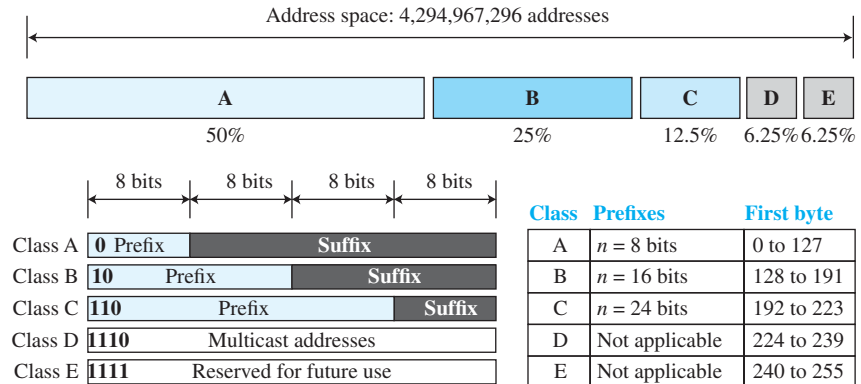 Address space: 4,294,967,296 addresses
A B C D E
50% 25% 12.5% 6.25% 6.25%
8 bits 8 bits 8 bits 8 bits
Class A 0 Prefix Suffix
Class B 10 Prefix Suffix
Class C 110 Prefix Suffix
Class D 1110 Multicast addresses
Class E 1111 Reserved for future use
Class Prefixes First byte
A n = 8 bits 0 to 127
B n = 16 bits 128 to 191
C n = 24 bits 192 to 223
D Not applicable 224 to 239
E Not applicable 240 to 255